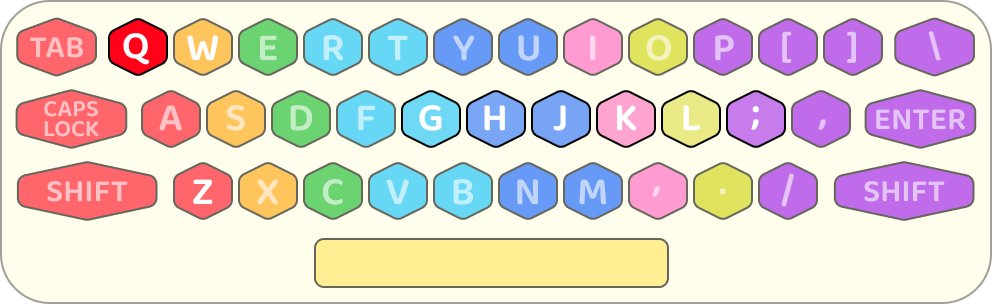 TAB Q W E R T Y U I O P [ ] \
CAPS LOCK A S D F G H J K L ; , ENTER
SHIFT Z X C V B N M , . / SHIFT